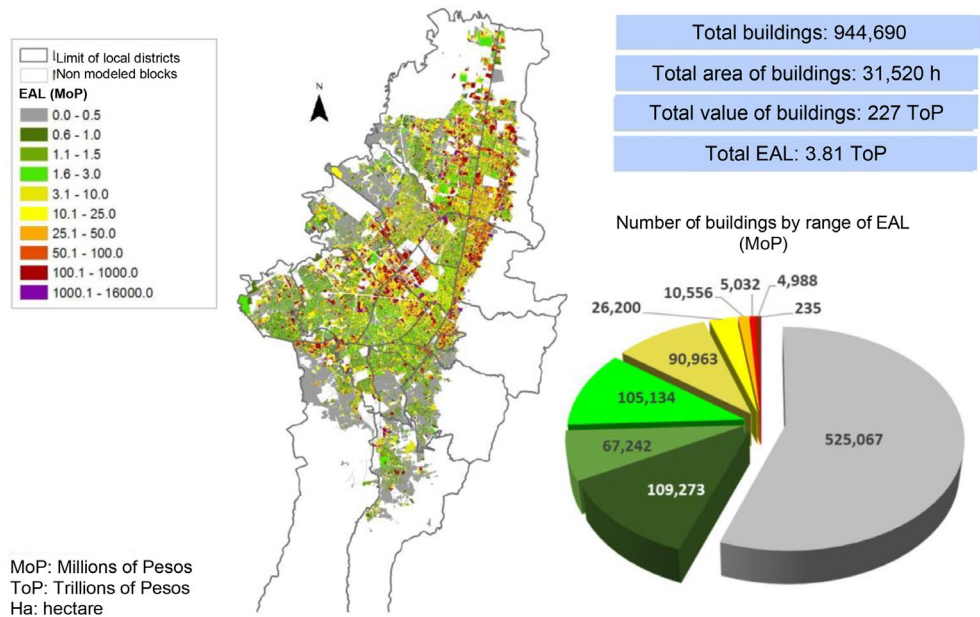 Limit of local districts
Non modeled blocks
EAL (MoP)
0.0 - 0.5
0.6 - 1.0
1.1 - 1.5
1.6 - 3.0
3.1 - 10.0
10.1 - 25.0
25.1 - 50.0
50.1 - 100.0
100.1 - 1000.0
1000.1 - 16000.0
N
Total buildings: 944,690
Total area of buildings: 31,520 h
Total value of buildings: 227 ToP
Total EAL: 3.81 ToP
Number of buildings by range of EAL
(MoP)
5,032
4,988
10,556
235
26,200
90,963
105,134
525,067
67,242
109,273
MoP: Millions of Pesos
ToP: Trillions of Pesos
Ha: hectare